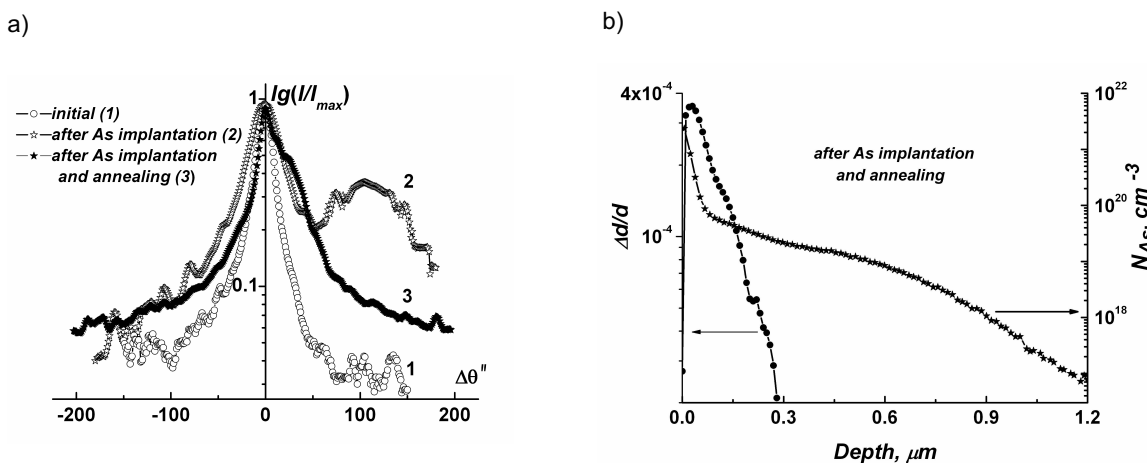 a)
lg(I/Imax)
initial (1)
after As implantation (2)
after As implantation
and annealing (3)
1
0.1
2
3
1
Δθ"
-200 -100 0 100 200
b)
4x10⁻⁴
10⁻⁴
Δd/d
after As implantation
and annealing
10²²
10²⁰
10¹⁸
N_As, cm⁻³
0.0 0.3 0.6 0.9 1.2
Depth, μm